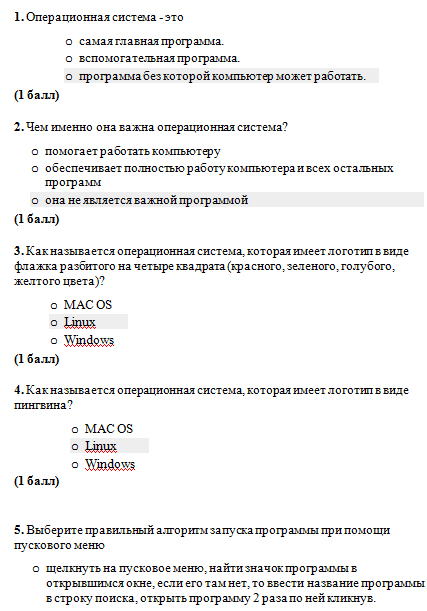 1. Операционная система - это
o самая главная программа.
o вспомогательная программа.
o программа без которой компьютер может работать.
(1 балл)
2. Чем именно она важна операционная система?
o помогает работать компьютеру
o обеспечивает полностью работу компьютера и всех остальных
программ
o она не является важной программой
(1 балл)
3. Как называется операционная система, которая имеет логотип в виде
флажка разбитого на четыре квадрата (красного, зеленого, голубого,
желтого цвета)?
o MAC OS
o Linux
o Windows
(1 балл)
4. Как называется операционная система, которая имеет логотип в виде
пингвина?
o MAC OS
o Linux
o Windows
(1 балл)
5. Выберите правильный алгоритм запуска программы при помощи
пускового меню
o щелкнуть на пусковое меню, найти значок программы в
открывшимся окне, если его там нет, то ввести название программы
в строку поиска, открыть программу 2 раза по ней кликнув.